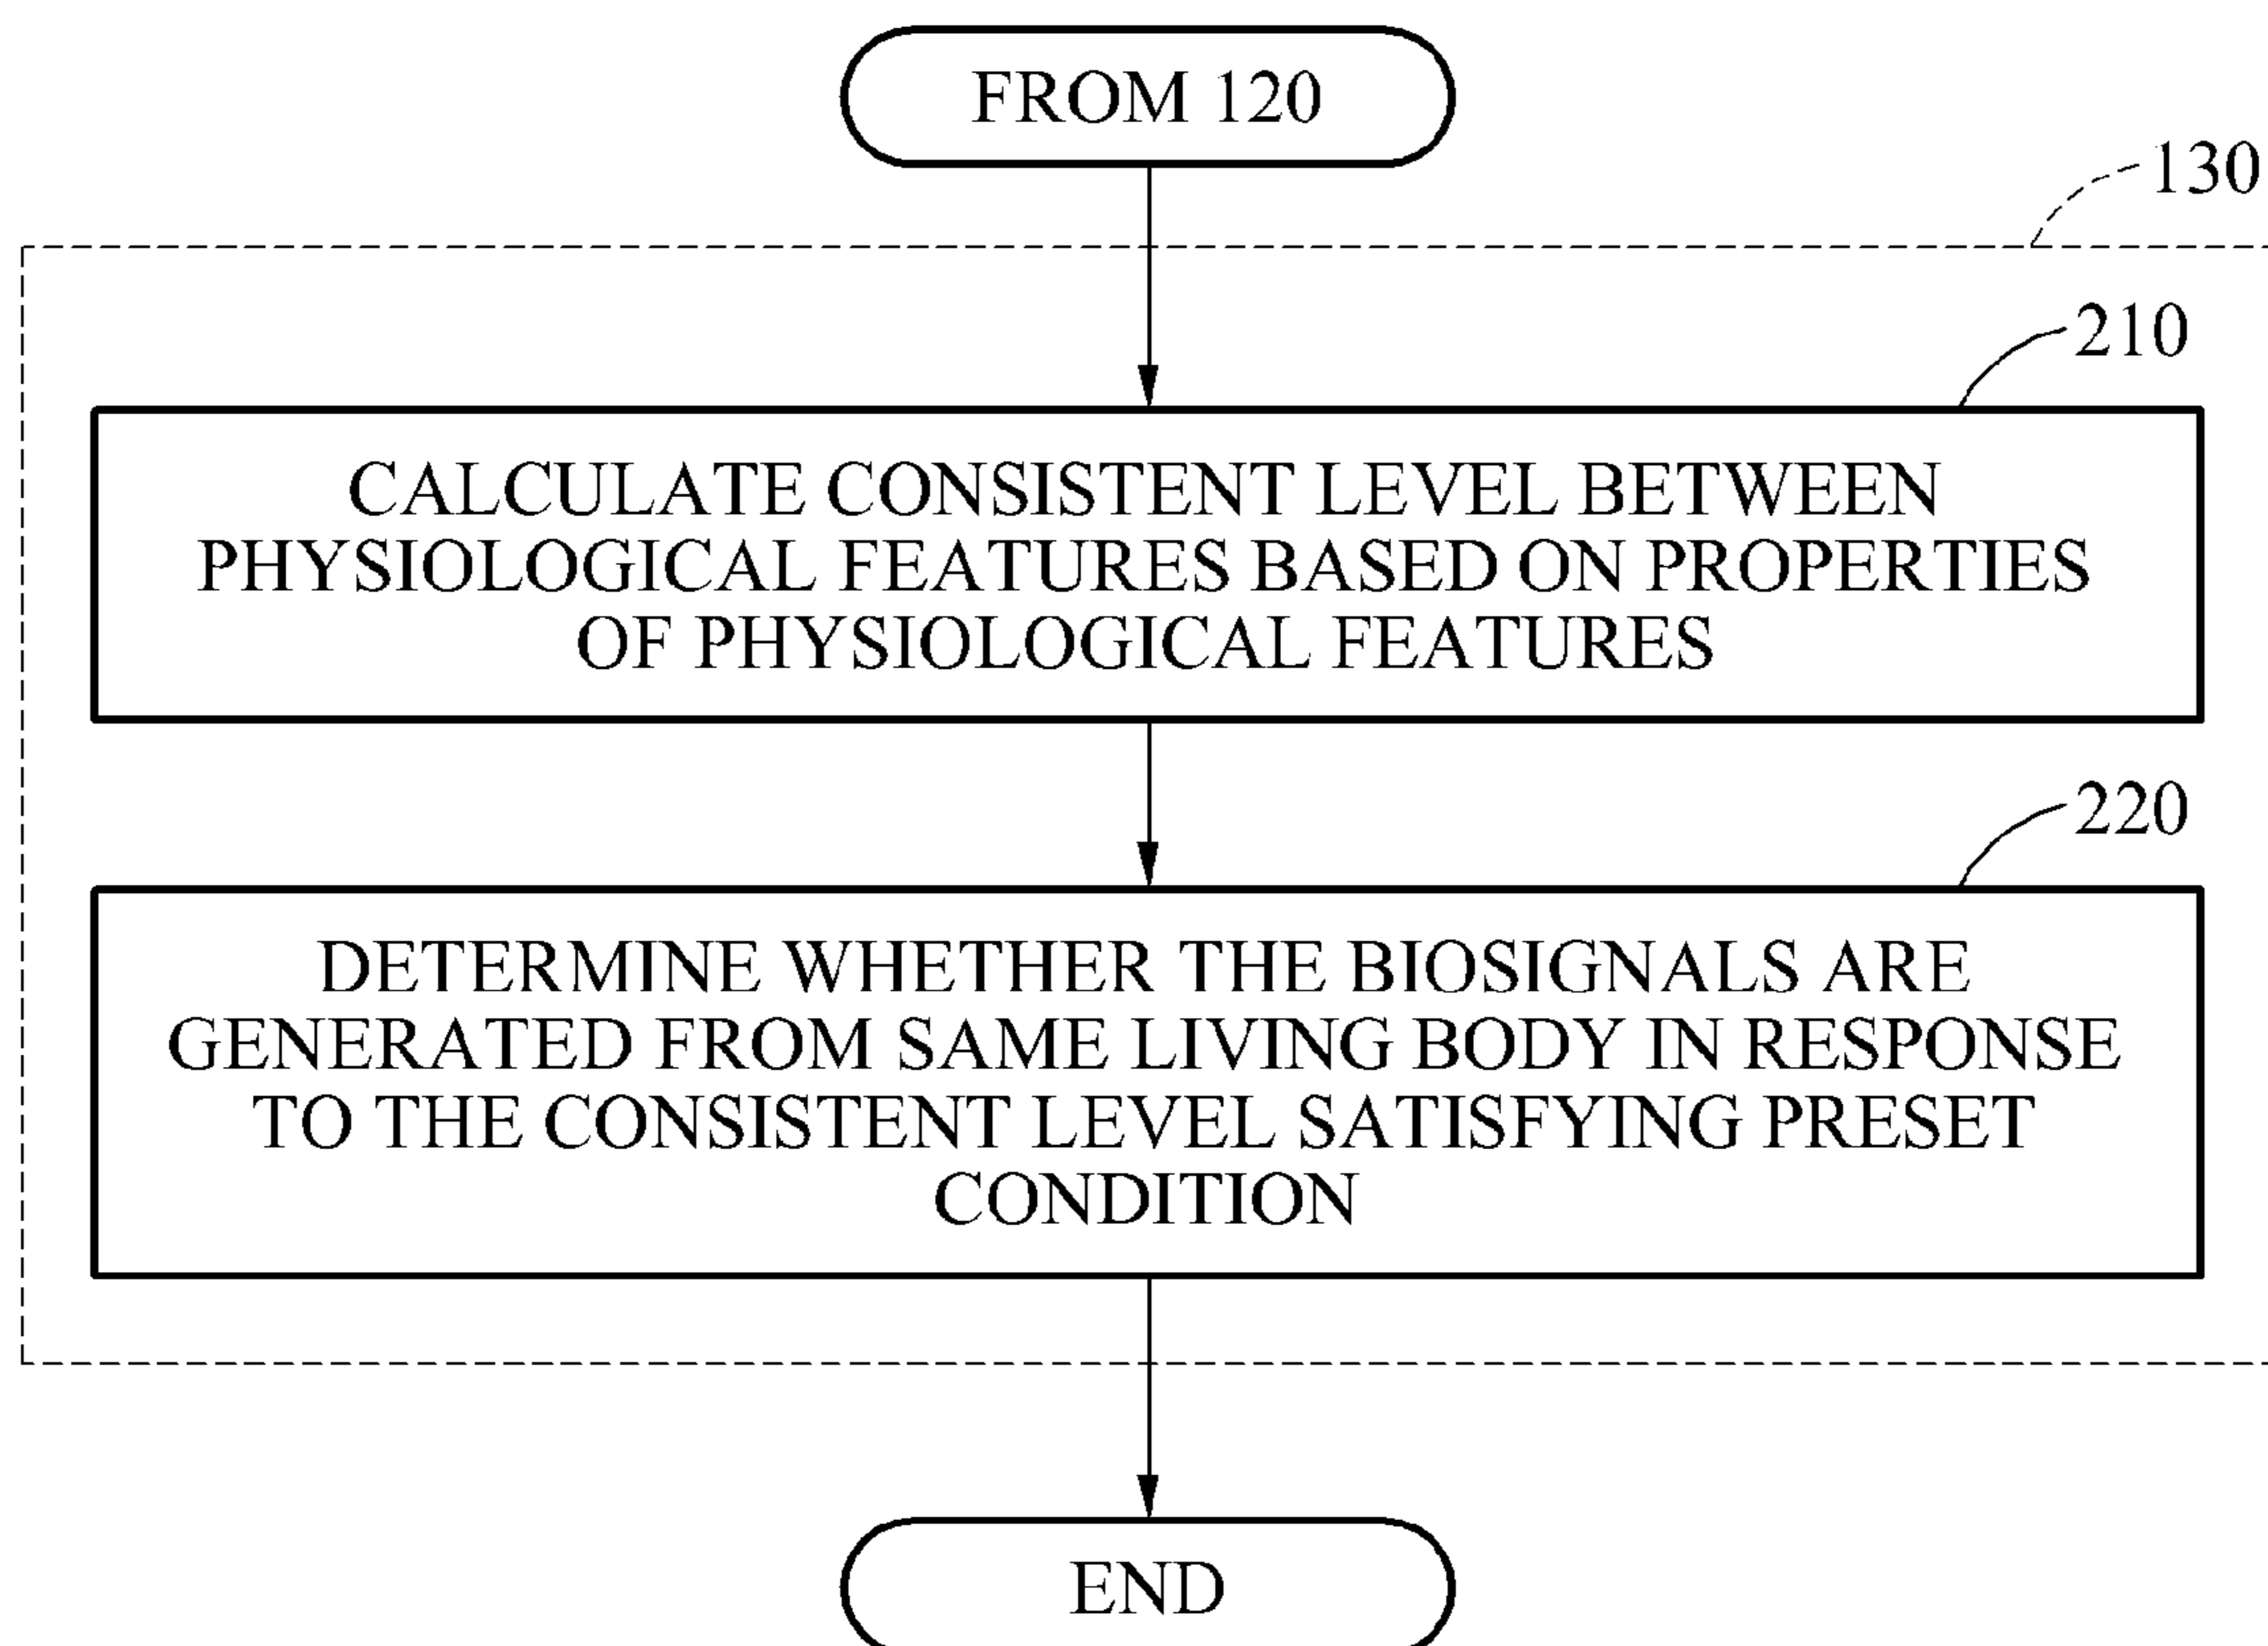 FROM 120
130
210
CALCULATE CONSISTENT LEVEL BETWEEN
PHYSIOLOGICAL FEATURES BASED ON PROPERTIES
OF PHYSIOLOGICAL FEATURES
220
DETERMINE WHETHER THE BIOSIGNALS ARE
GENERATED FROM SAME LIVING BODY IN RESPONSE
TO THE CONSISTENT LEVEL SATISFYING PRESET
CONDITION
END